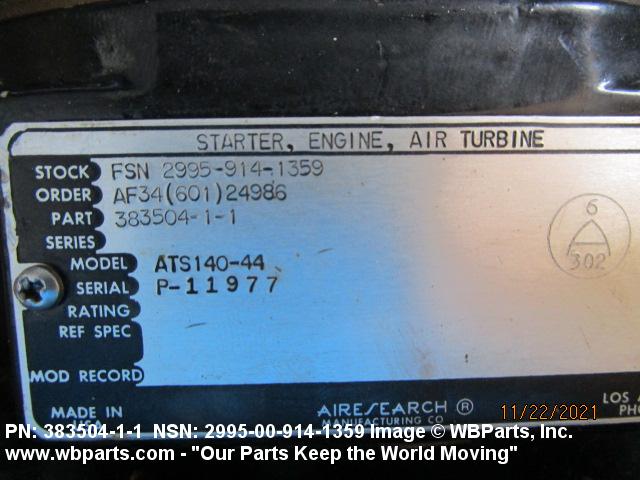 STARTER, ENGINE, AIR TURBINE
STOCK FSN 2995-914-1359
ORDER AF34(601)24986
PART 383504-1-1
SERIES
MODEL ATS140-44
SERIAL P-11977
RATING
REF SPEC
MOD RECORD
6
302
MADE IN
AIRESEARCH ®
MANUFACTURING CO
LOS A
PHO
11/22/2021
PN: 383504-1-1 NSN: 2995-00-914-1359 Image © WBParts, Inc.
www.wbparts.com - "Our Parts Keep the World Moving"